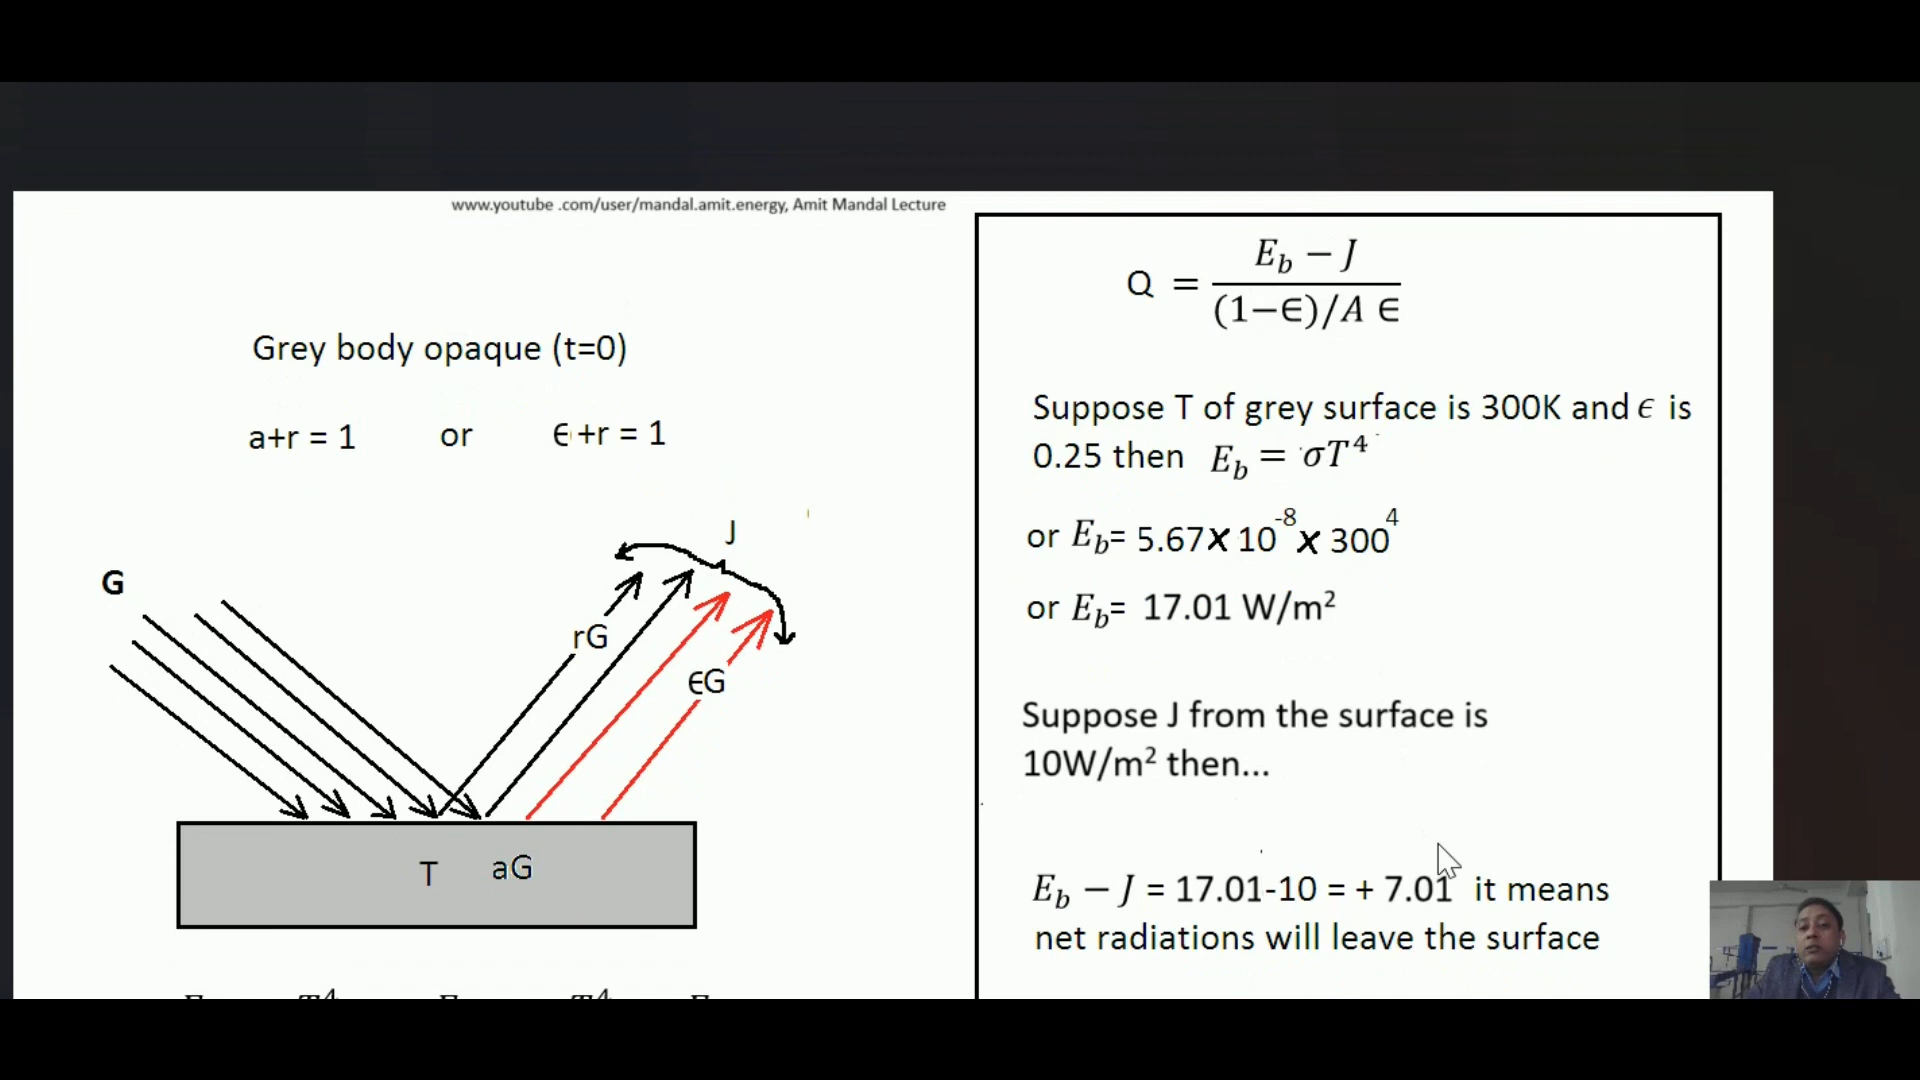 www.youtube .com/user/mandal.amit.energy, Amit Mandal Lecture
Grey body opaque (t=0)
a+r = 1 or ϵ+r = 1
G
J
rG
ϵG
T aG
Q = (E_b − J) / ((1−∈)/A ∈)
Suppose T of grey surface is 300K and ϵ is
0.25 then E_b = σT⁴
or E_b= 5.67x 10⁻⁸ x 300⁴
or E_b= 17.01 W/m²
Suppose J from the surface is
10W/m² then...
E_b − J = 17.01-10 = + 7.01 it means
net radiations will leave the surface